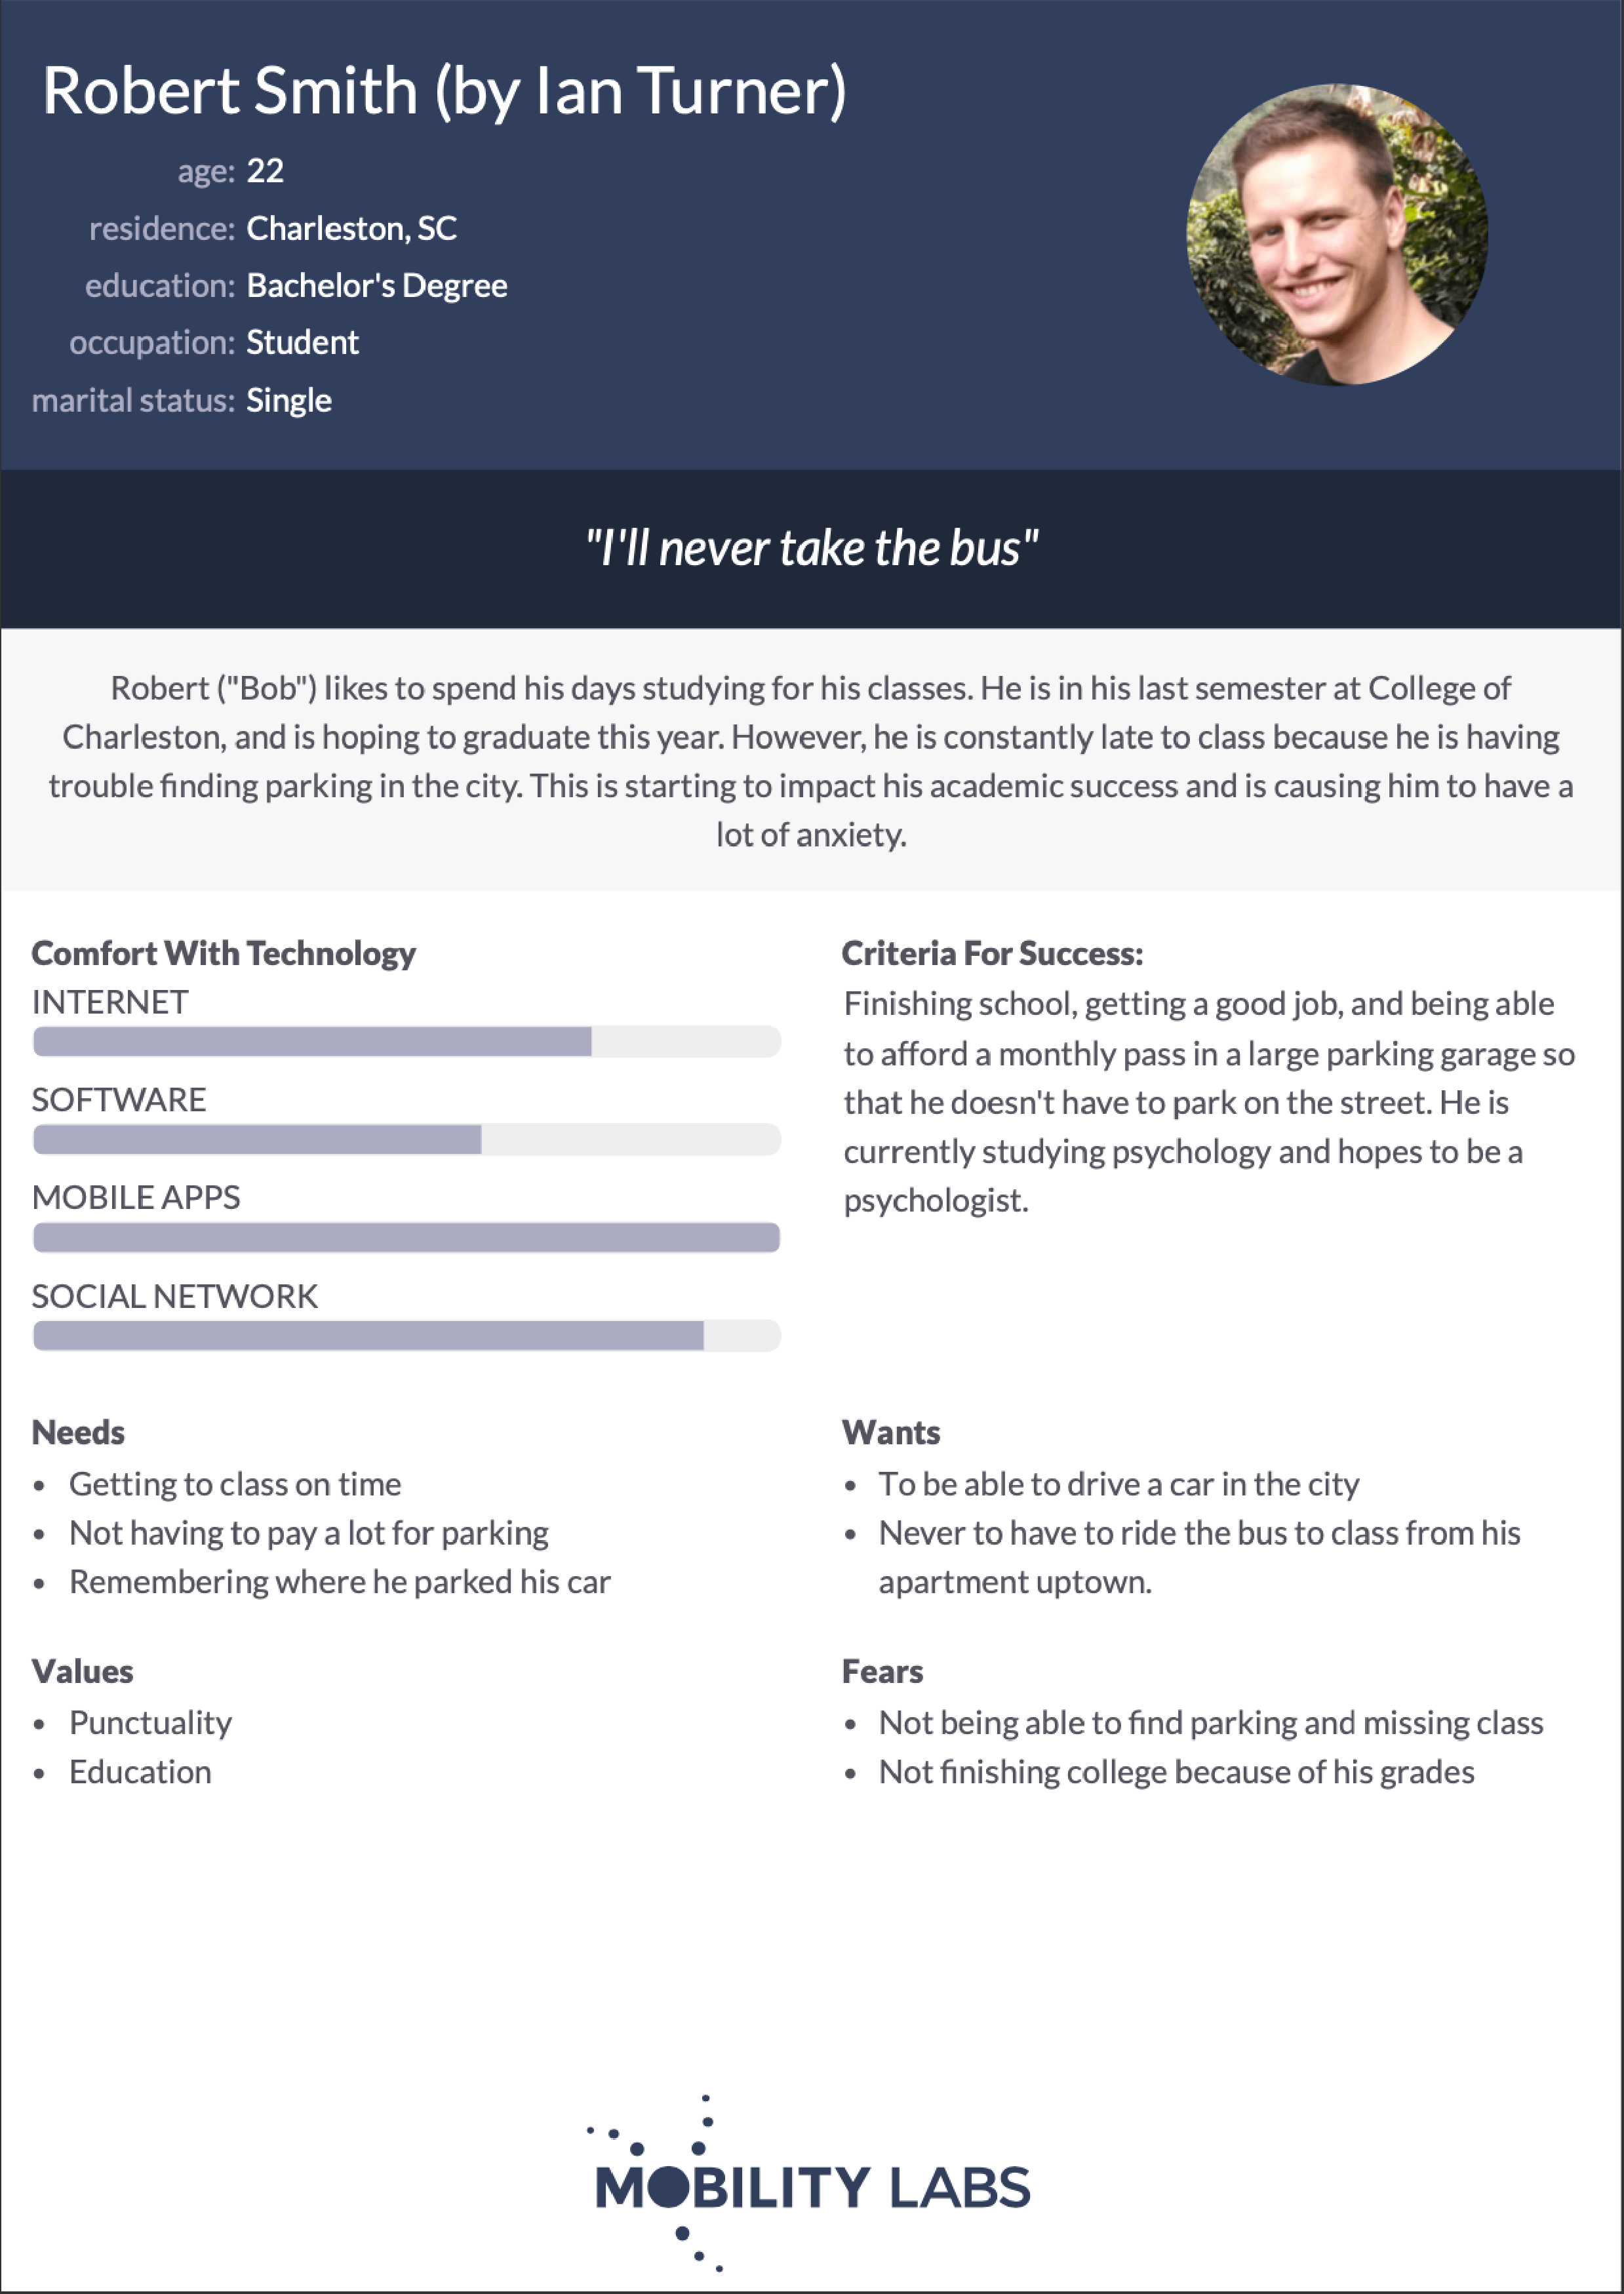 Robert Smith (by Ian Turner)
age: 22
residence: Charleston, SC
education: Bachelor's Degree
occupation: Student
marital status: Single
"I'll never take the bus"
Robert ("Bob") likes to spend his days studying for his classes. He is in his last semester at College of
Charleston, and is hoping to graduate this year. However, he is constantly late to class because he is having
trouble finding parking in the city. This is starting to impact his academic success and is causing him to have a
lot of anxiety.
Comfort With Technology
INTERNET
SOFTWARE
MOBILE APPS
SOCIAL NETWORK
Criteria For Success:
Finishing school, getting a good job, and being able
to afford a monthly pass in a large parking garage so
that he doesn't have to park on the street. He is
currently studying psychology and hopes to be a
psychologist.
Needs
• Getting to class on time
• Not having to pay a lot for parking
• Remembering where he parked his car
Wants
• To be able to drive a car in the city
• Never to have to ride the bus to class from his
apartment uptown.
Values
• Punctuality
• Education
Fears
• Not being able to find parking and missing class
• Not finishing college because of his grades
MOBILITY LABS